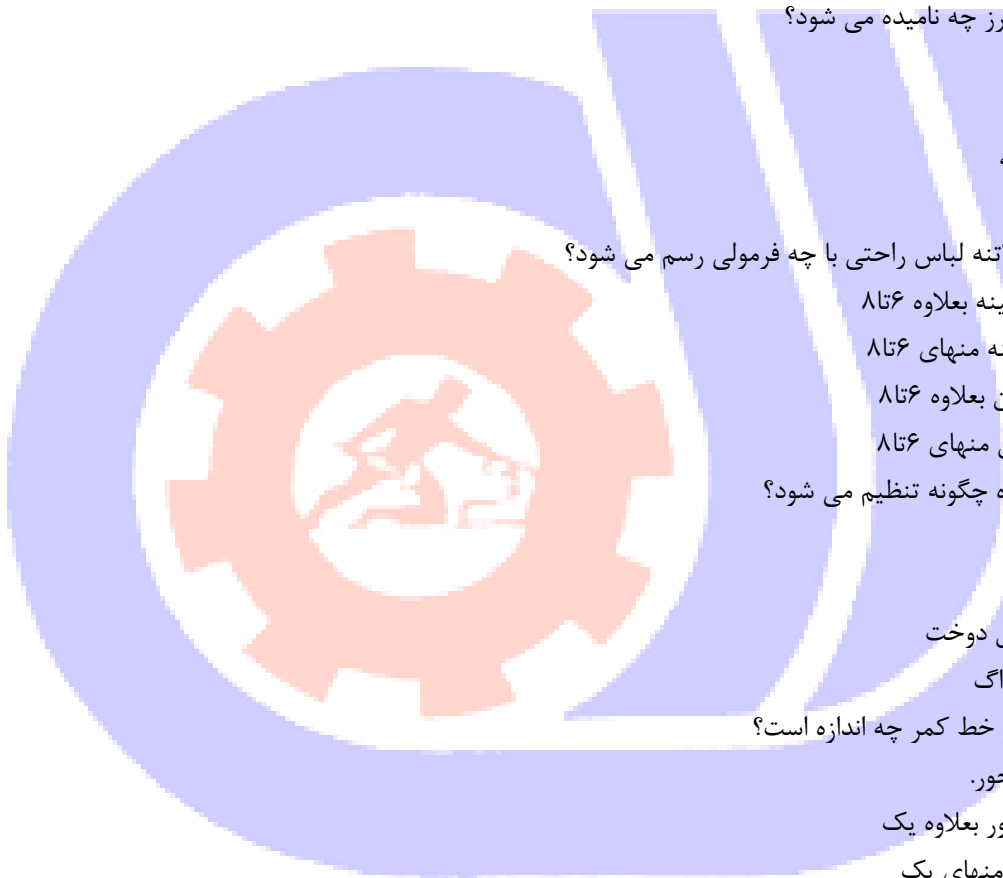 رز چه نامیده می شود؟
تنه لباس راحتی با چه فرمولی رسم می شود؟
ینه بعلاوه ۶تا۸
نه منهای ۶تا۸
ن بعلاوه ۶تا۸
منهای ۶تا۸
ه چگونه تنظیم می شود؟
دوخت
اگ
خط کمر چه اندازه است؟
ور.
ور بعلاوه یک
منهای یک